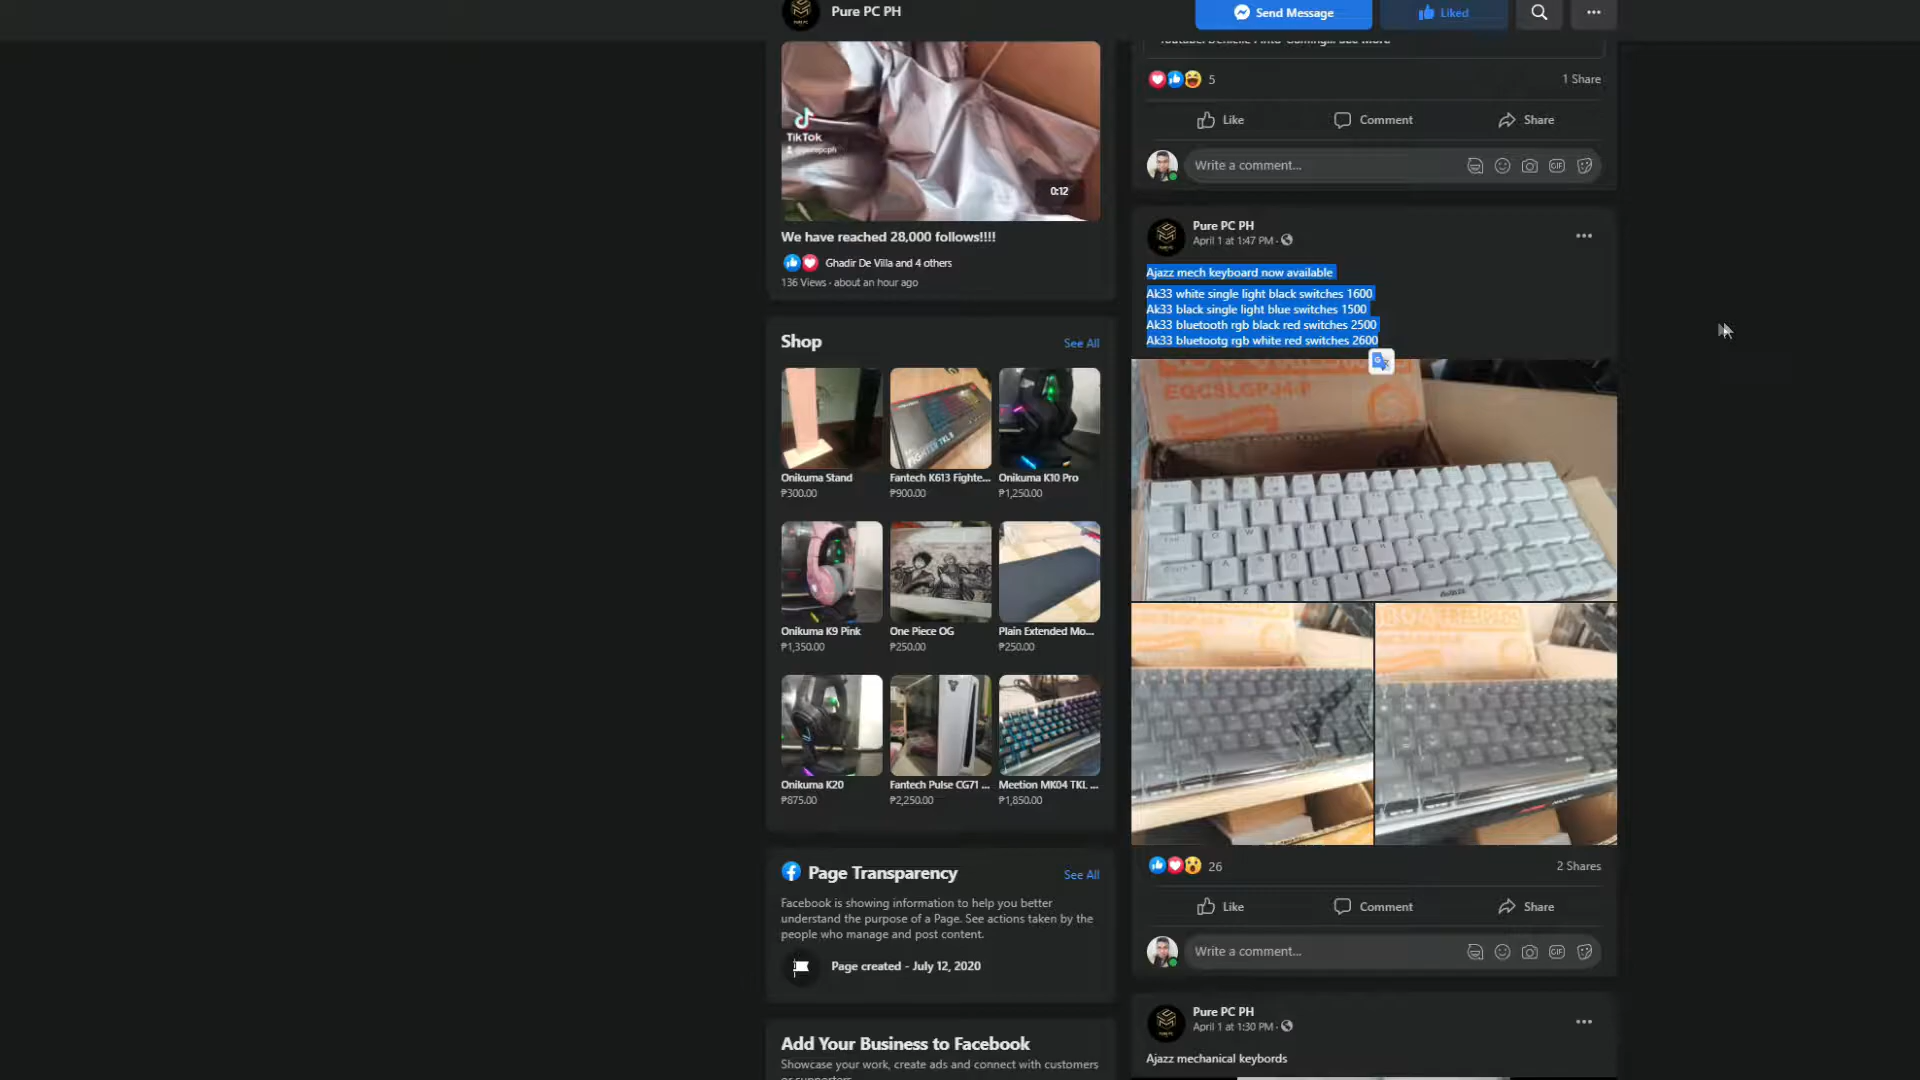 Pure PC PH
Send Message
Liked
TikTok
@purepcph
0:12
We have reached 28,000 follows!!!!
Ghadir De Villa and 4 others
136 Views · about an hour ago
Shop
See All
Onikuma Stand
₱300.00
Fantech K613 Fighte...
₱900.00
Onikuma K10 Pro
₱1,250.00
Onikuma K9 Pink
₱1,350.00
One Piece OG
₱250.00
Plain Extended Mo...
₱250.00
Onikuma K20
₱875.00
Fantech Pulse CG71 ...
₱2,250.00
Meetion MK04 TKL ...
₱1,850.00
Page Transparency
See All
Facebook is showing information to help you better
understand the purpose of a Page. See actions taken by the
people who manage and post content.
Page created - July 12, 2020
Add Your Business to Facebook
Showcase your work, create ads and connect with customers
or supporters.
See More
5
1 Share
Like
Comment
Share
Write a comment...
Pure PC PH
April 1 at 1:47 PM ·
Ajazz mech keyboard now available
Ak33 white single light black switches 1600
Ak33 black single light blue switches 1500
Ak33 bluetooth rgb black red switches 2500
Ak33 bluetootg rgb white red switches 2600
EQCSLGPJ4-P
26
2 Shares
Like
Comment
Share
Write a comment...
Pure PC PH
April 1 at 1:30 PM ·
Ajazz mechanical keybords